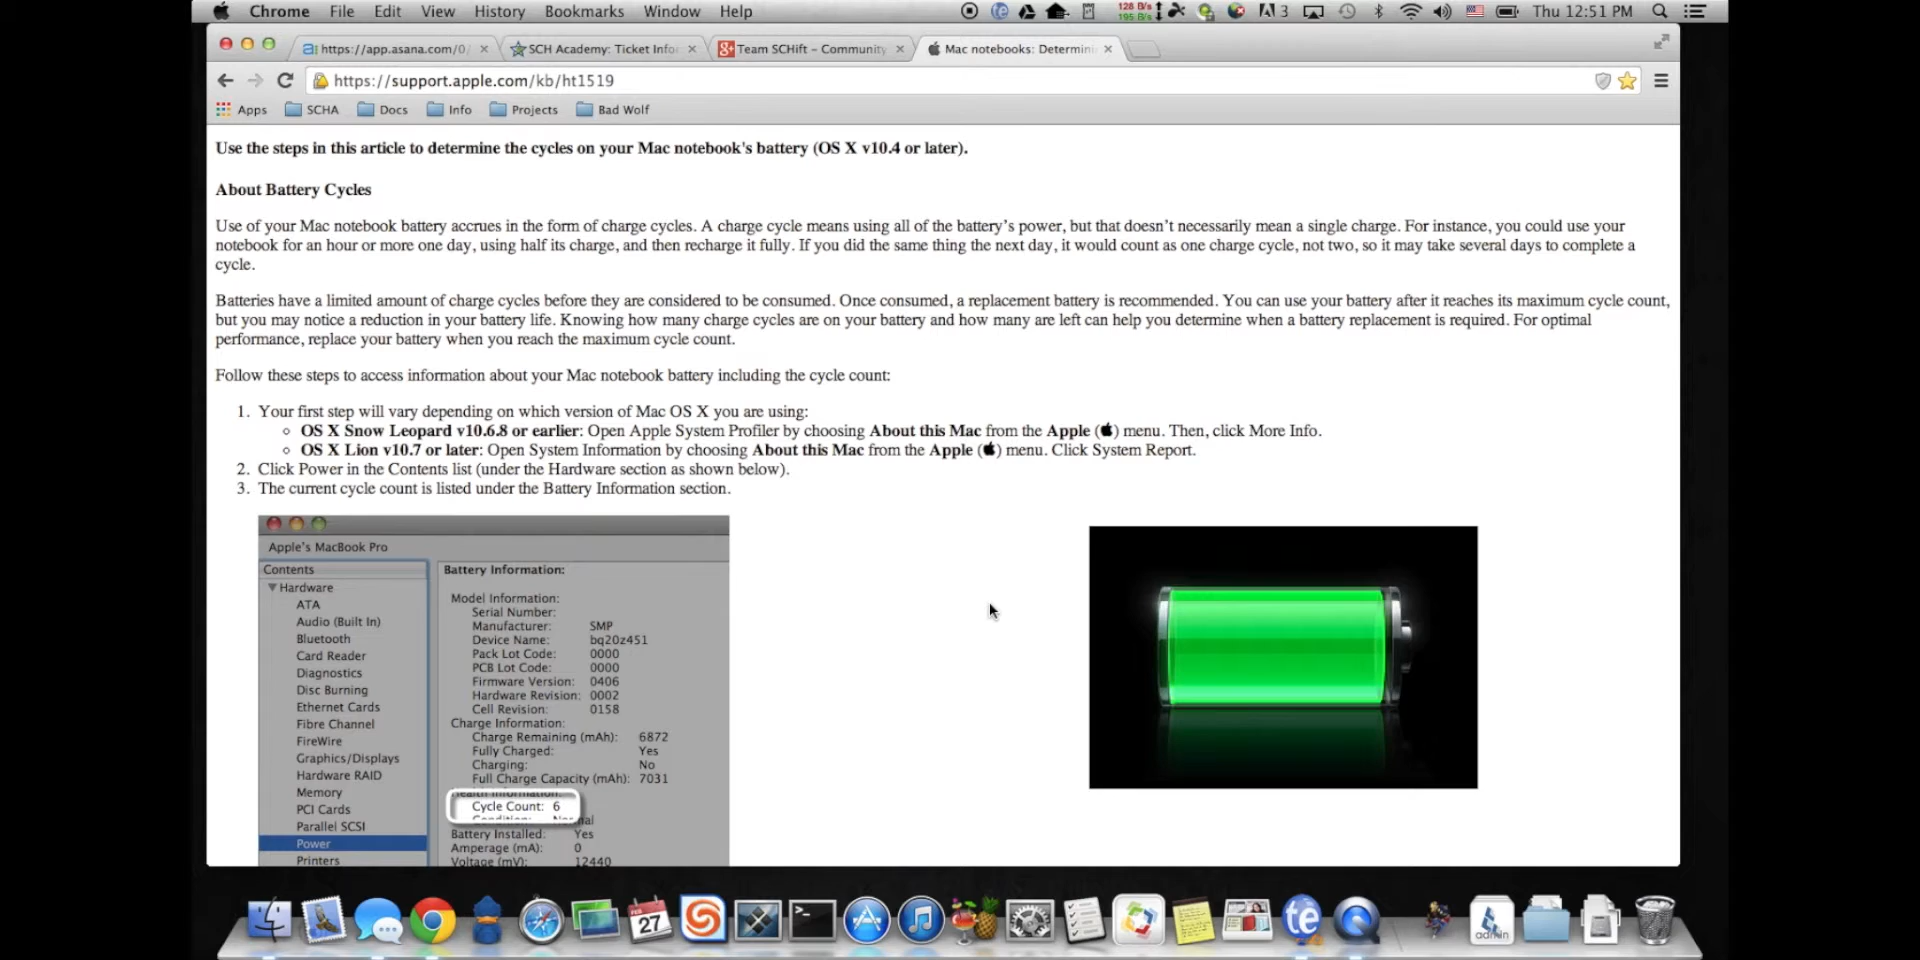 Chrome File Edit View History Bookmarks Window Help
128 B/s
195 B/s
3
Thu 12:51 PM
https://app.asana.com/0/
SCH Academy: Ticket Info
Team SCHift - Community
Mac notebooks: Determini
https://support.apple.com/kb/ht1519
Apps SCHA Docs Info Projects Bad Wolf
Use the steps in this article to determine the cycles on your Mac notebook's battery (OS X v10.4 or later).
About Battery Cycles
Use of your Mac notebook battery accrues in the form of charge cycles. A charge cycle means using all of the battery's power, but that doesn't necessarily mean a single charge. For instance, you could use your
notebook for an hour or more one day, using half its charge, and then recharge it fully. If you did the same thing the next day, it would count as one charge cycle, not two, so it may take several days to complete a
cycle.
Batteries have a limited amount of charge cycles before they are considered to be consumed. Once consumed, a replacement battery is recommended. You can use your battery after it reaches its maximum cycle count,
but you may notice a reduction in your battery life. Knowing how many charge cycles are on your battery and how many are left can help you determine when a battery replacement is required. For optimal
performance, replace your battery when you reach the maximum cycle count.
Follow these steps to access information about your Mac notebook battery including the cycle count:
1. Your first step will vary depending on which version of Mac OS X you are using:
OS X Snow Leopard v10.6.8 or earlier: Open Apple System Profiler by choosing About this Mac from the Apple () menu. Then, click More Info.
OS X Lion v10.7 or later: Open System Information by choosing About this Mac from the Apple () menu. Click System Report.
2. Click Power in the Contents list (under the Hardware section as shown below).
3. The current cycle count is listed under the Battery Information section.
Apple's MacBook Pro
Contents
Hardware
ATA
Audio (Built In)
Bluetooth
Card Reader
Diagnostics
Disc Burning
Ethernet Cards
Fibre Channel
FireWire
Graphics/Displays
Hardware RAID
Memory
PCI Cards
Parallel SCSI
Power
Printers
Battery Information:
Model Information:
Serial Number:
Manufacturer: SMP
Device Name: bq20z451
Pack Lot Code: 0000
PCB Lot Code: 0000
Firmware Version: 0406
Hardware Revision: 0002
Cell Revision: 0158
Charge Information:
Charge Remaining (mAh): 6872
Fully Charged: Yes
Charging: No
Full Charge Capacity (mAh): 7031
Health Information:
Cycle Count: 6
Condition: Normal
Battery Installed: Yes
Amperage (mA): 0
Voltage (mV): 12440
27
tè
admin